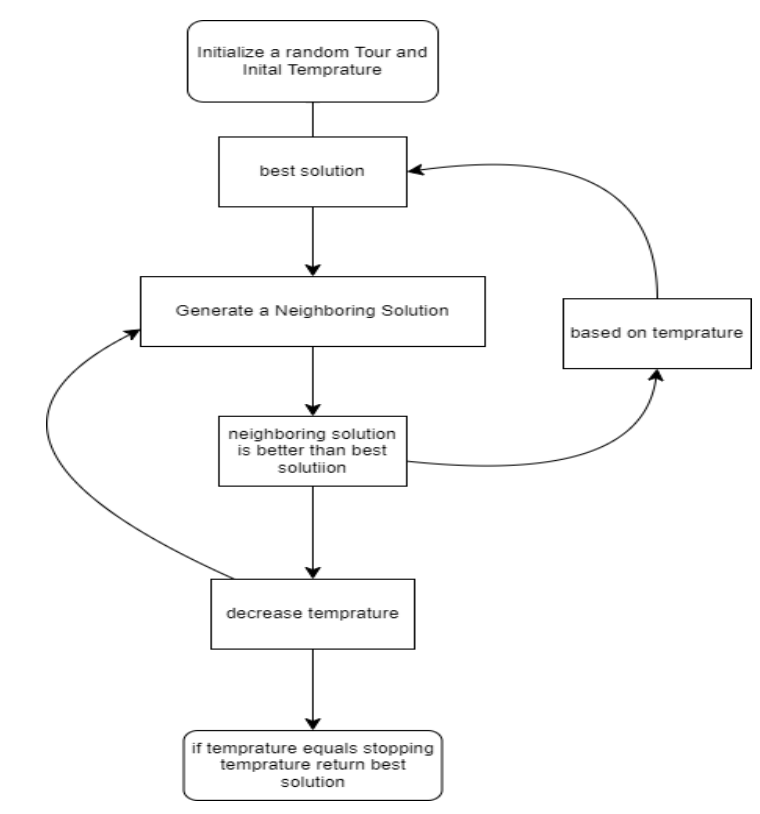 Initialize a random Tour and
Inital Temprature
best solution
Generate a Neighboring Solution
based on temprature
neighboring solution
is better than best
solutiion
decrease temprature
if temprature equals stopping
temprature return best
solution